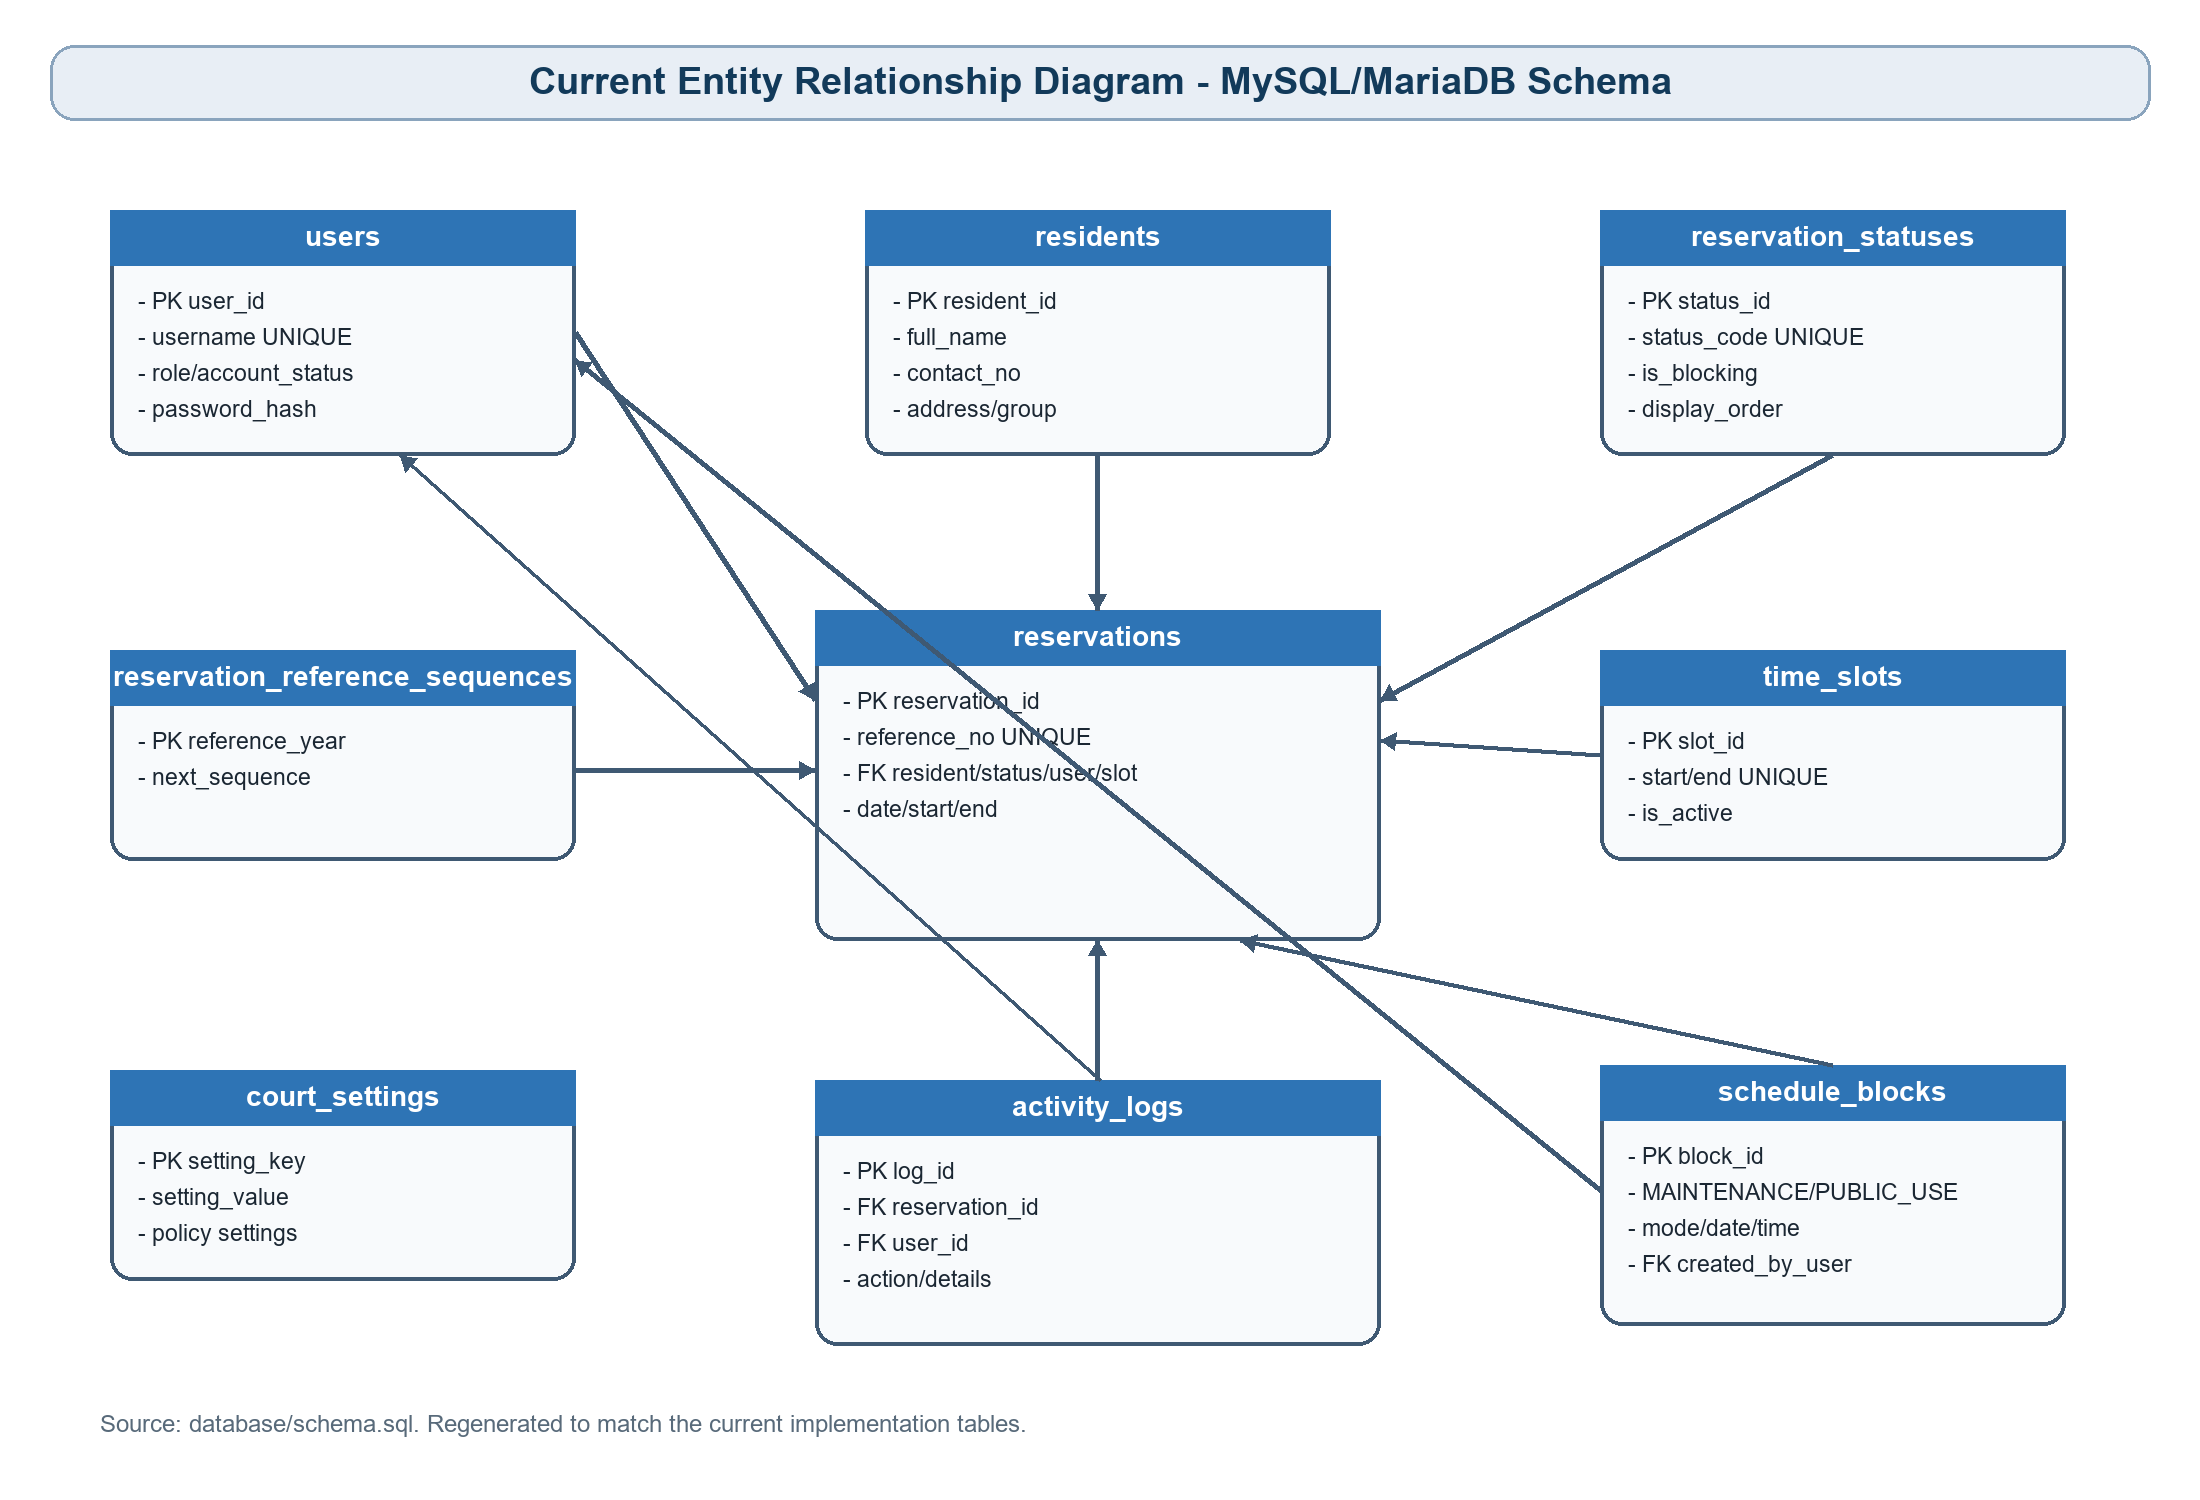 Current Entity Relationship Diagram - MySQL/MariaDB Schema
users
- PK user_id
- username UNIQUE
- role/account_status
- password_hash
residents
- PK resident_id
- full_name
- contact_no
- address/group
reservation_statuses
- PK status_id
- status_code UNIQUE
- is_blocking
- display_order
reservation_reference_sequences
- PK reference_year
- next_sequence
reservations
- PK reservation_id
- reference_no UNIQUE
- FK resident/status/user/slot
- date/start/end
time_slots
- PK slot_id
- start/end UNIQUE
- is_active
court_settings
- PK setting_key
- setting_value
- policy settings
activity_logs
- PK log_id
- FK reservation_id
- FK user_id
- action/details
schedule_blocks
- PK block_id
- MAINTENANCE/PUBLIC_USE
- mode/date/time
- FK created_by_user
Source: database/schema.sql. Regenerated to match the current implementation tables.